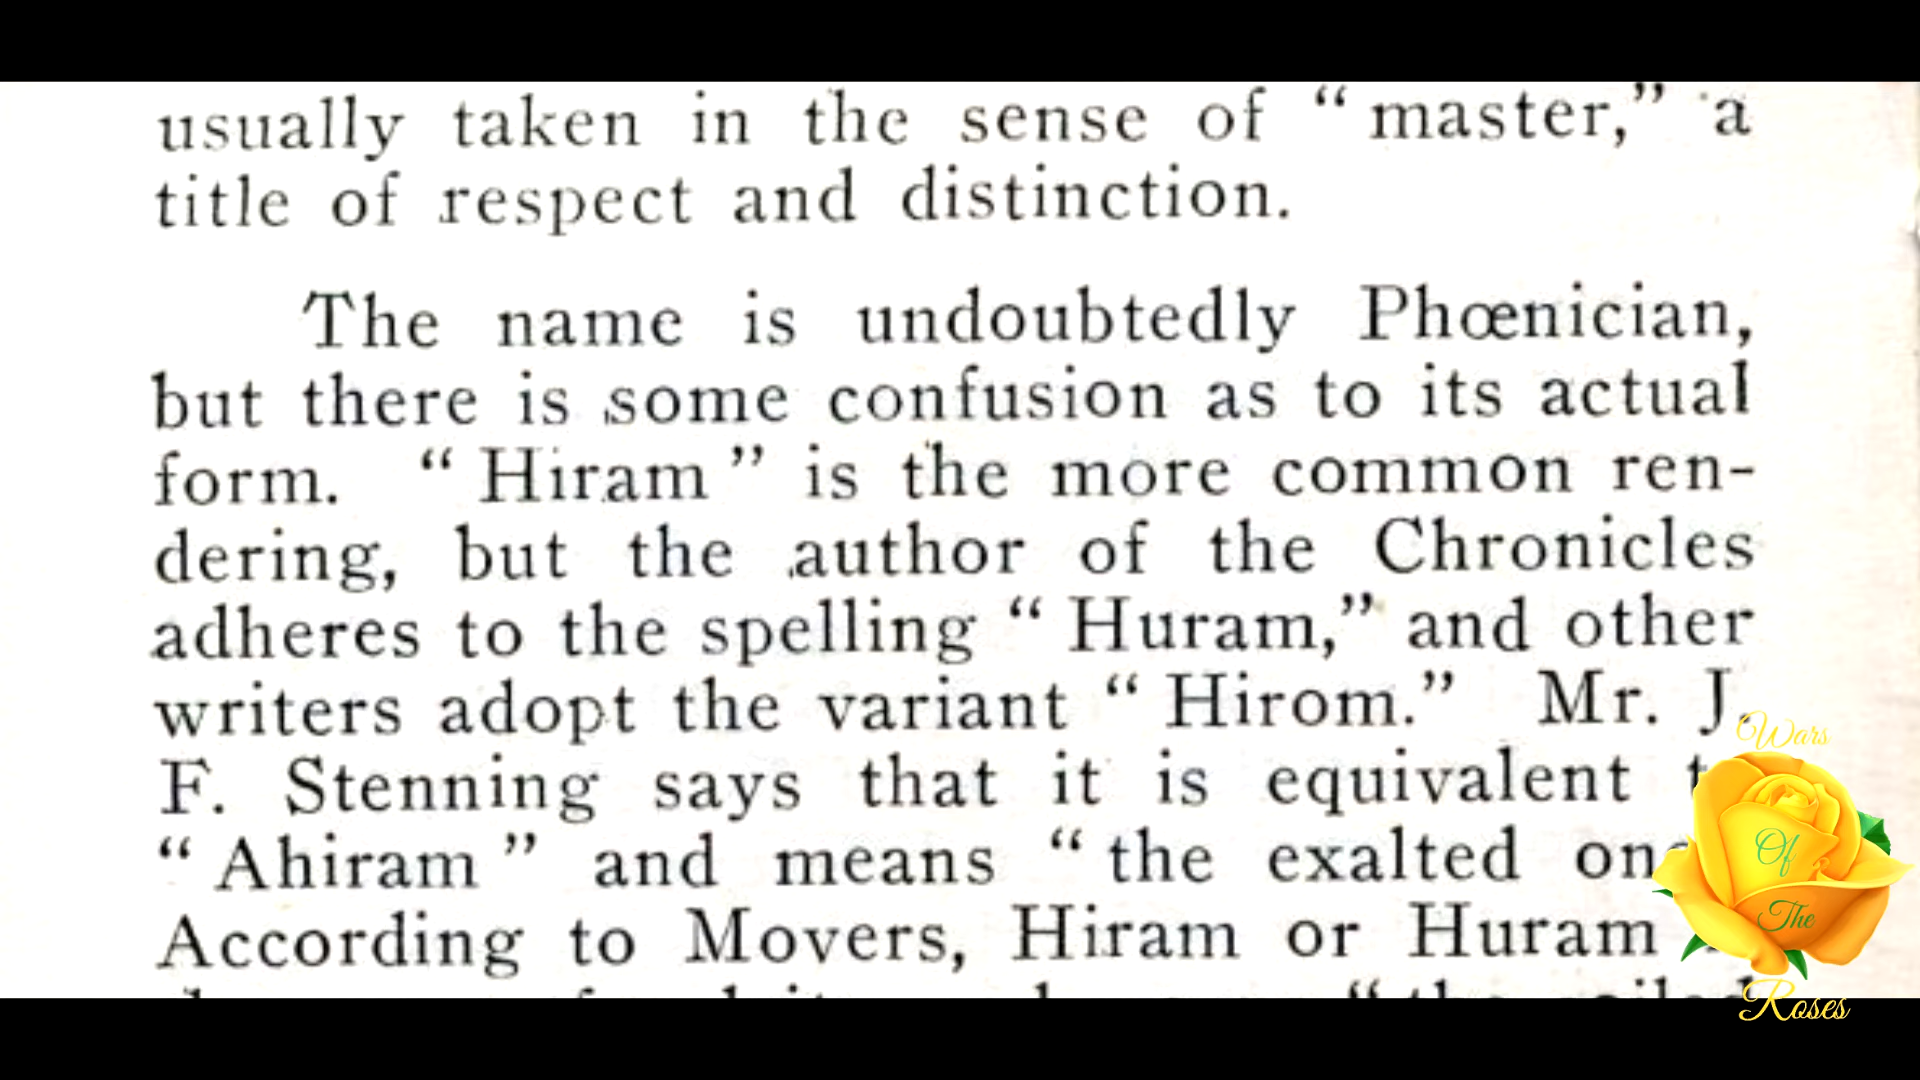 usually taken in the sense of “ master,” a
title of respect and distinction.
The name is undoubtedly Phœnician,
but there is some confusion as to its actual
form. “ Hiram ” is the more common ren-
dering, but the author of the Chronicles
adheres to the spelling “ Huram,” and other
writers adopt the variant “ Hirom.” Mr. J.
F. Stenning says that it is equivalent
“ Ahiram ” and means “ the exalted
According to Movers, Hiram or Huram
Wars
Of
The
Roses